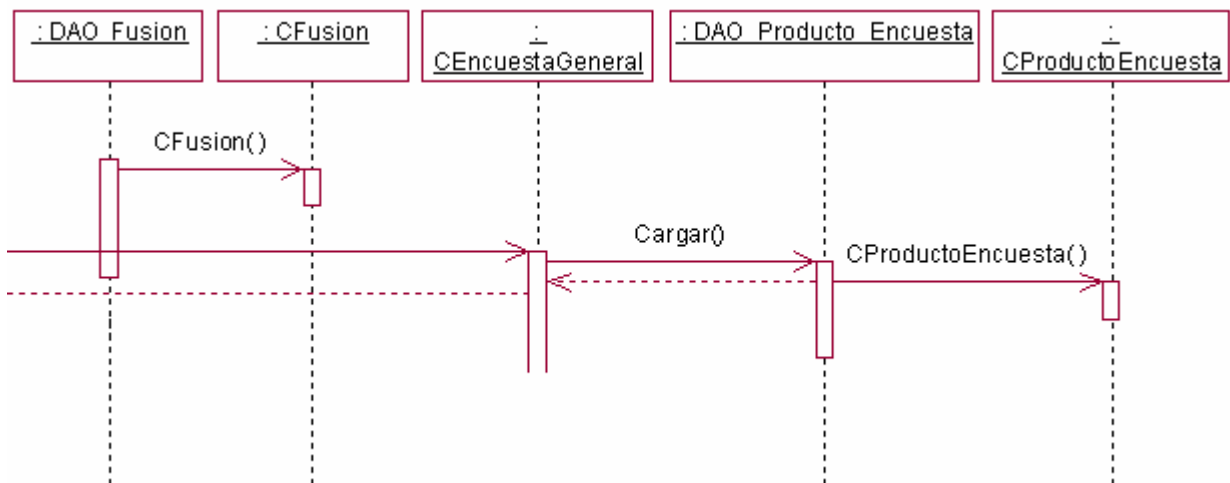 : DAO_Fusion
: CFusion
:
CEncuestaGeneral
: DAO_Producto_Encuesta
:
CProductoEncuesta
CFusion()
Cargar()
CProductoEncuesta()